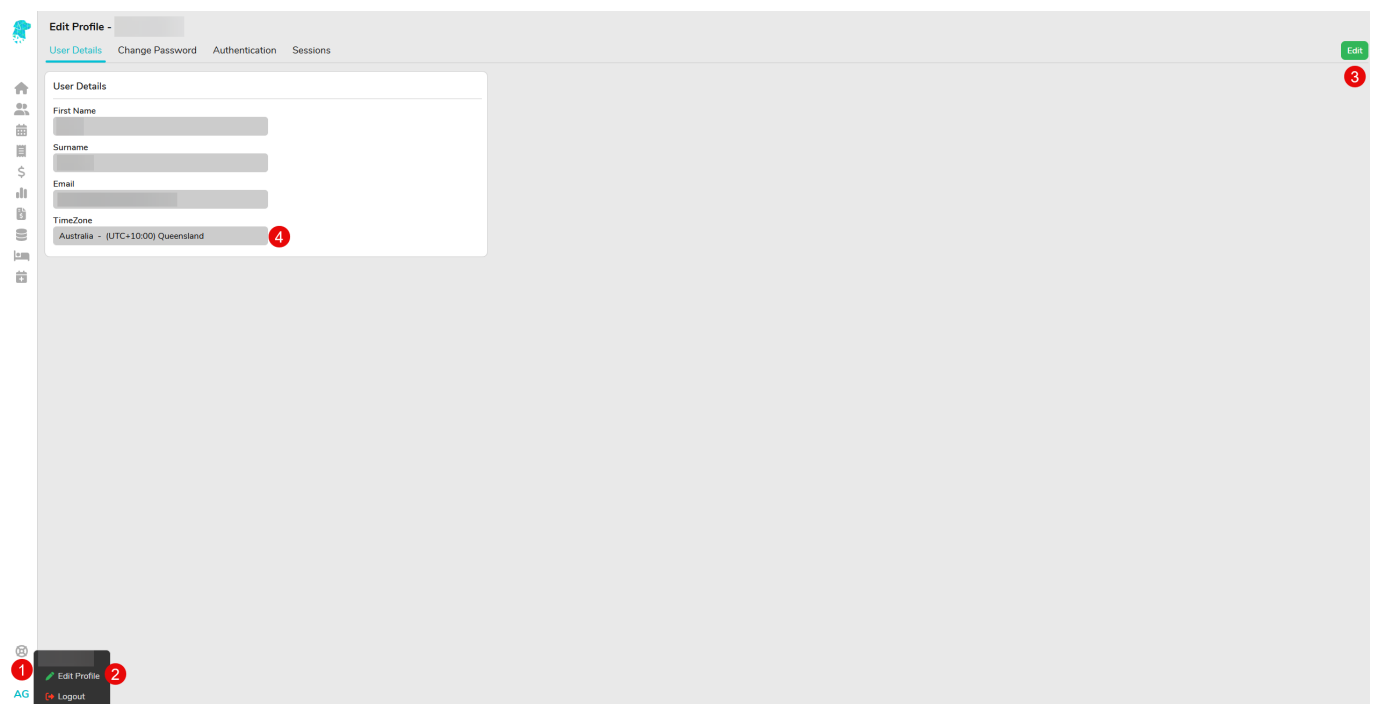 Edit Profile -
User Details Change Password Authentication Sessions
Edit
3
User Details
First Name
Surname
Email
TimeZone
Australia - (UTC+10:00) Queensland
4
1
Edit Profile
2
AG
Logout